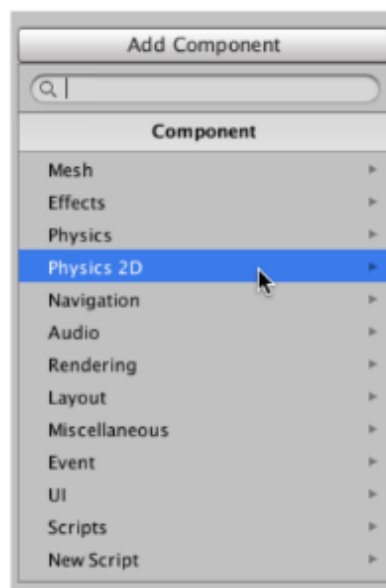 Add Component
Component
Mesh
Effects
Physics
Physics 2D
Navigation
Audio
Rendering
Layout
Miscellaneous
Event
UI
Scripts
New Script